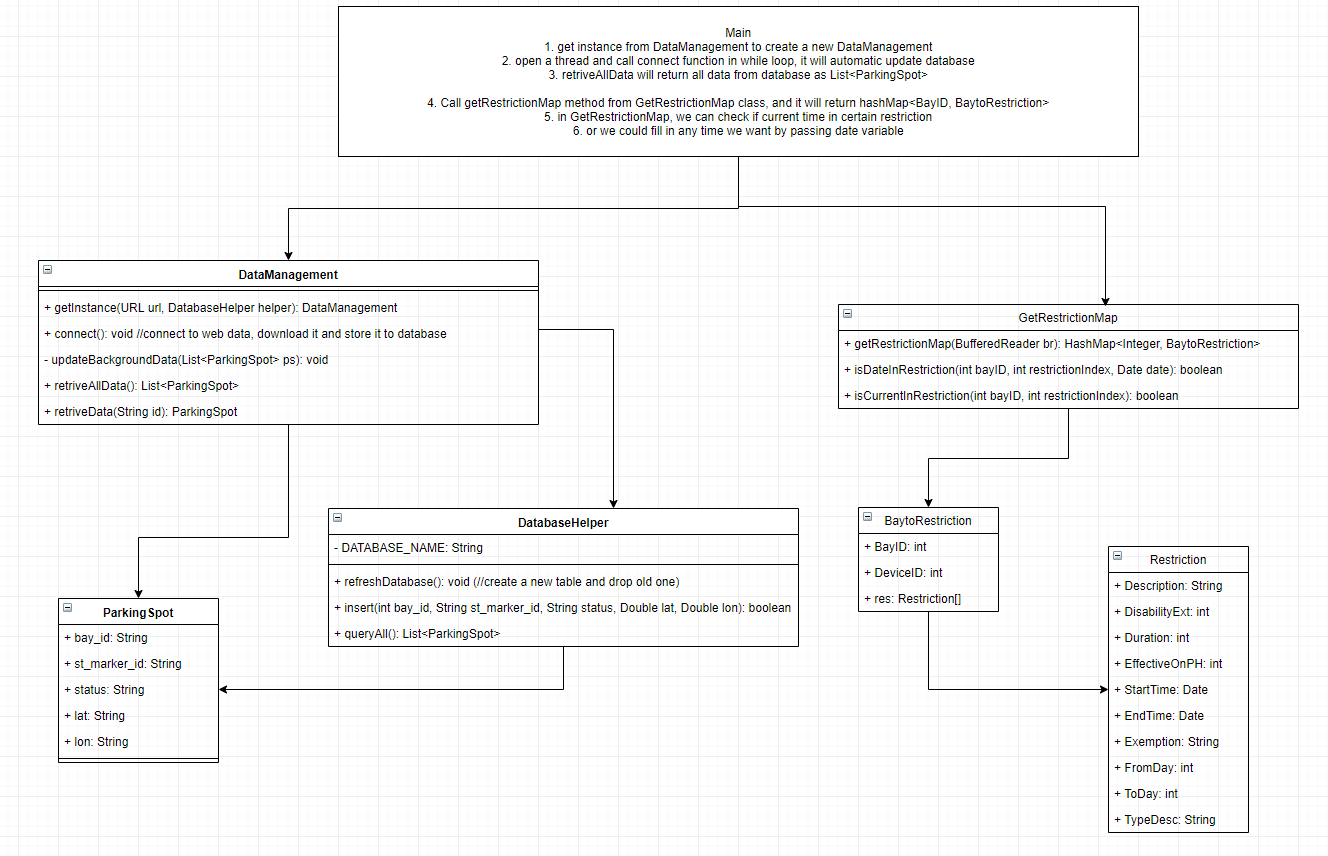 Main
1. get instance from DataManagement to create a new DataManagement
2. open a thread and call connect function in while loop, it will automatic update database
3. retriveAllData will return all data from database as List<ParkingSpot>
4. Call getRestrictionMap method from GetRestrictionMap class, and it will return hashMap<BayID, BaytoRestriction>
5. in GetRestrictionMap, we can check if current time in certain restriction
6. or we could fill in any time we want by passing date variable
DataManagement
+ getInstance(URL url, DatabaseHelper helper): DataManagement
+ connect(): void //connect to web data, download it and store it to database
- updateBackgroundData(List<ParkingSpot> ps): void
+ retriveAllData(): List<ParkingSpot>
+ retriveData(String id): ParkingSpot
GetRestrictionMap
+ getRestrictionMap(BufferedReader br): HashMap<Integer, BaytoRestriction>
+ isDateInRestriction(int bayID, int restrictionIndex, Date date): boolean
+ isCurrentInRestriction(int bayID, int restrictionIndex): boolean
DatabaseHelper
- DATABASE_NAME: String
+ refreshDatabase(): void (//create a new table and drop old one)
+ insert(int bay_id, String st_marker_id, String status, Double lat, Double lon): boolean
+ queryAll(): List<ParkingSpot>
BaytoRestriction
+ BayID: int
+ DeviceID: int
+ res: Restriction[]
ParkingSpot
+ bay_id: String
+ st_marker_id: String
+ status: String
+ lat: String
+ lon: String
Restriction
+ Description: String
+ DisabilityExt: int
+ Duration: int
+ EffectiveOnPH: int
+ StartTime: Date
+ EndTime: Date
+ Exemption: String
+ FromDay: int
+ ToDay: int
+ TypeDesc: String